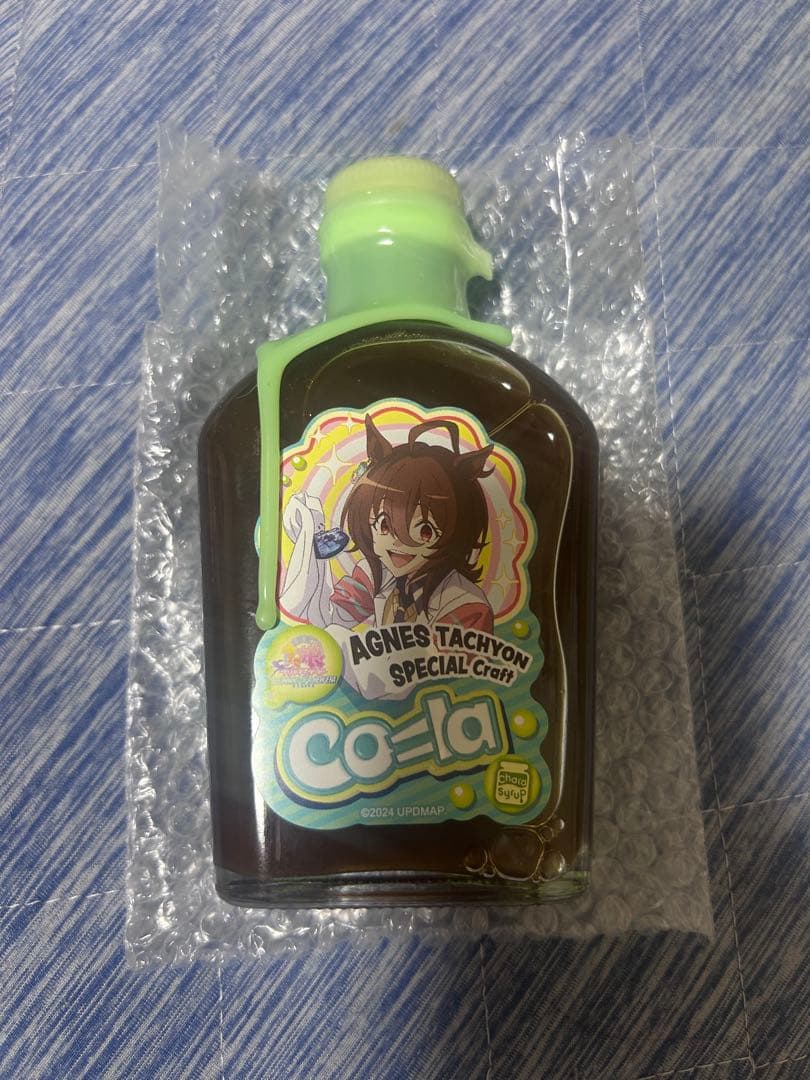 AGNES TACHYON
SPECIAL Craft
co=la
chara
syrup
©2024 UPDMAP